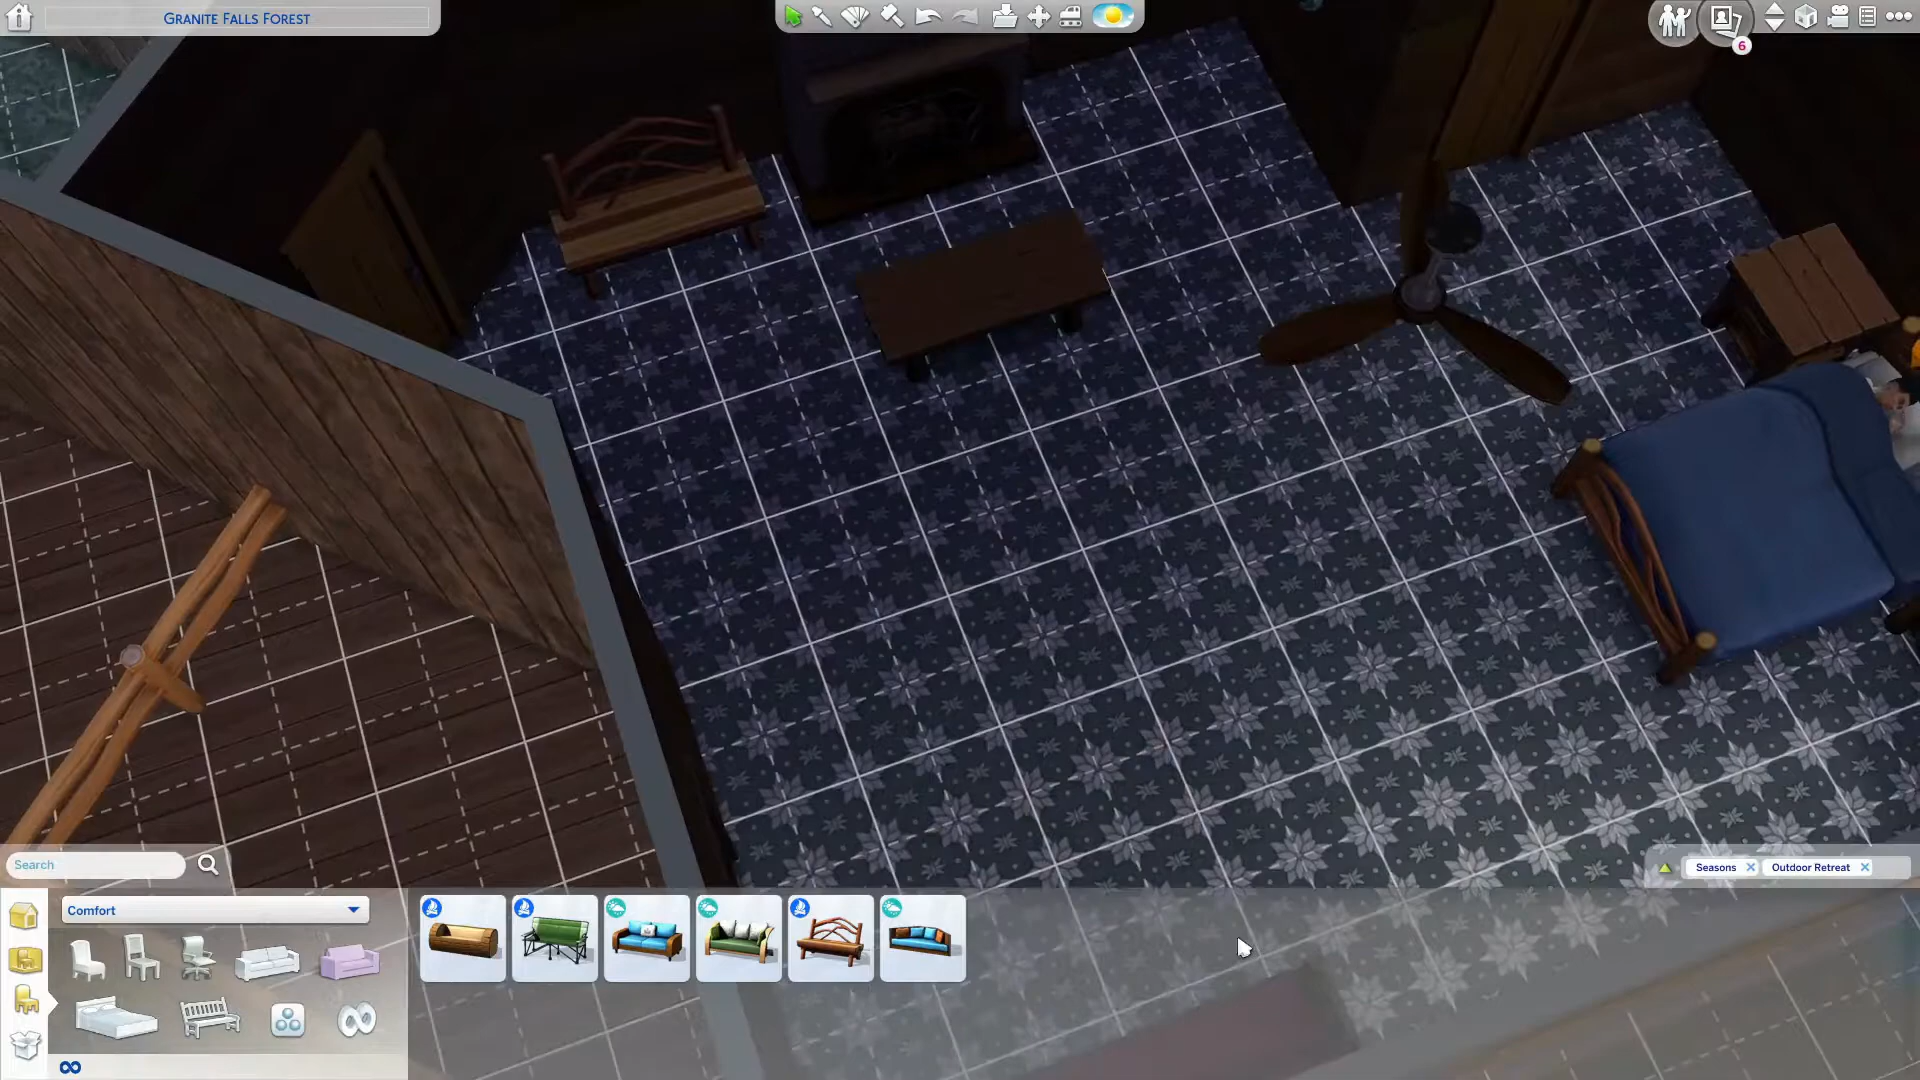 GRANITE FALLS FOREST
6
Search
Seasons
Outdoor Retreat
Comfort